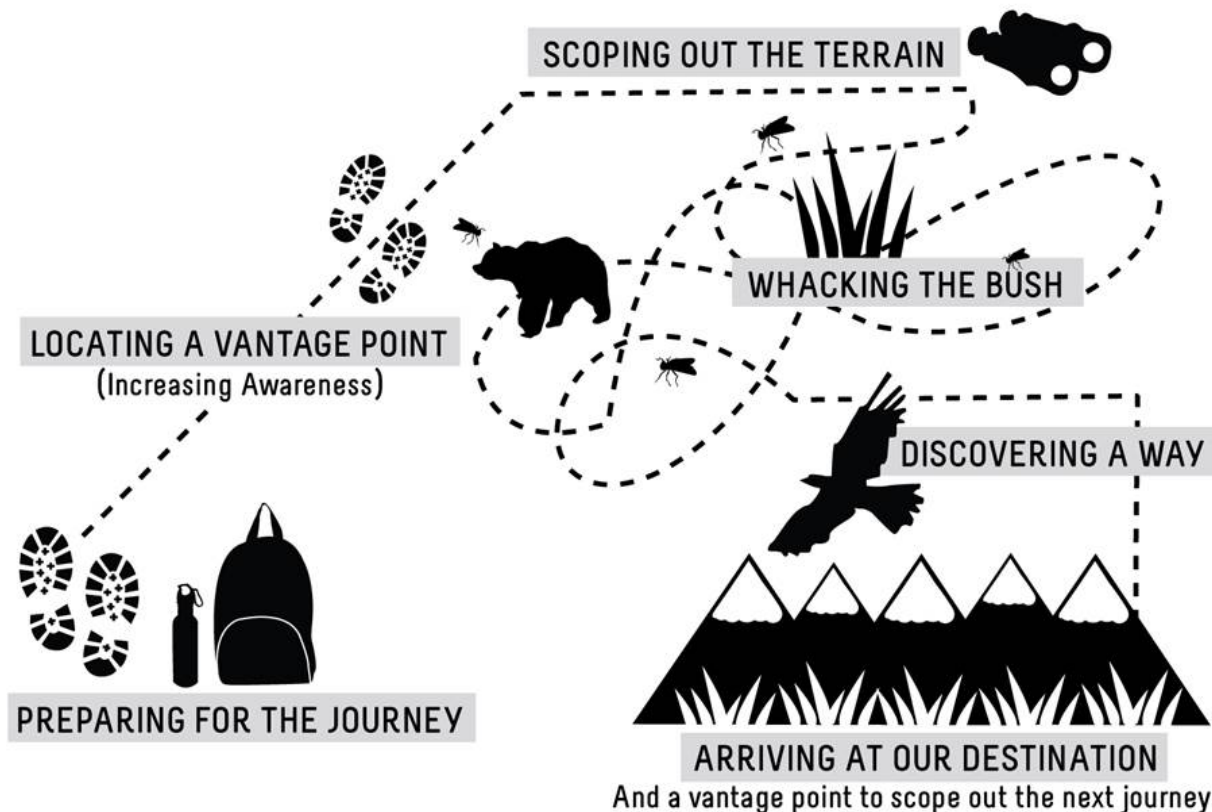 SCOPING OUT THE TERRAIN
WHACKING THE BUSH
LOCATING A VANTAGE POINT
(Increasing Awareness)
DISCOVERING A WAY
PREPARING FOR THE JOURNEY
ARRIVING AT OUR DESTINATION
And a vantage point to scope out the next journey